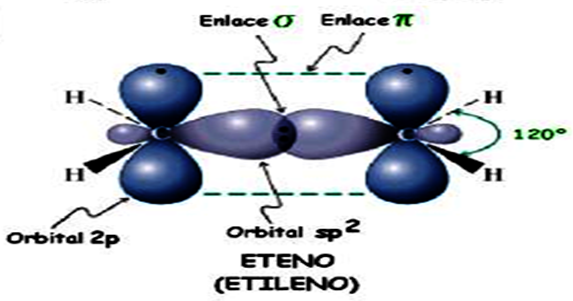 Enlace σ Enlace π
H C C H
120°
H H
Orbital 2p Orbital sp²
ETENO
(ETILENO)